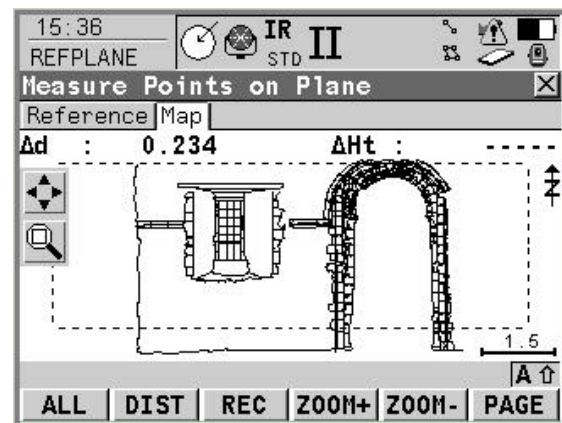 15:36 IR
REFPLANE STD II
Measure Points on Plane
Reference Map
Δd : 0.234 ΔHt : -----
N
1.5
A
ALL DIST REC ZOOM+ ZOOM- PAGE